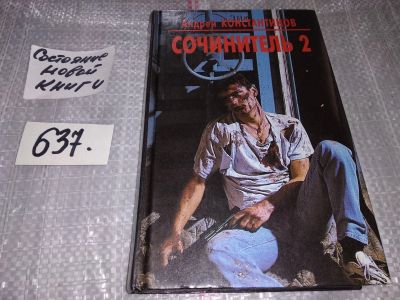 Состояние
новой
книги
637.
Андрей КОНСТАНТИНОВ
СОЧИНИТЕЛЬ 2